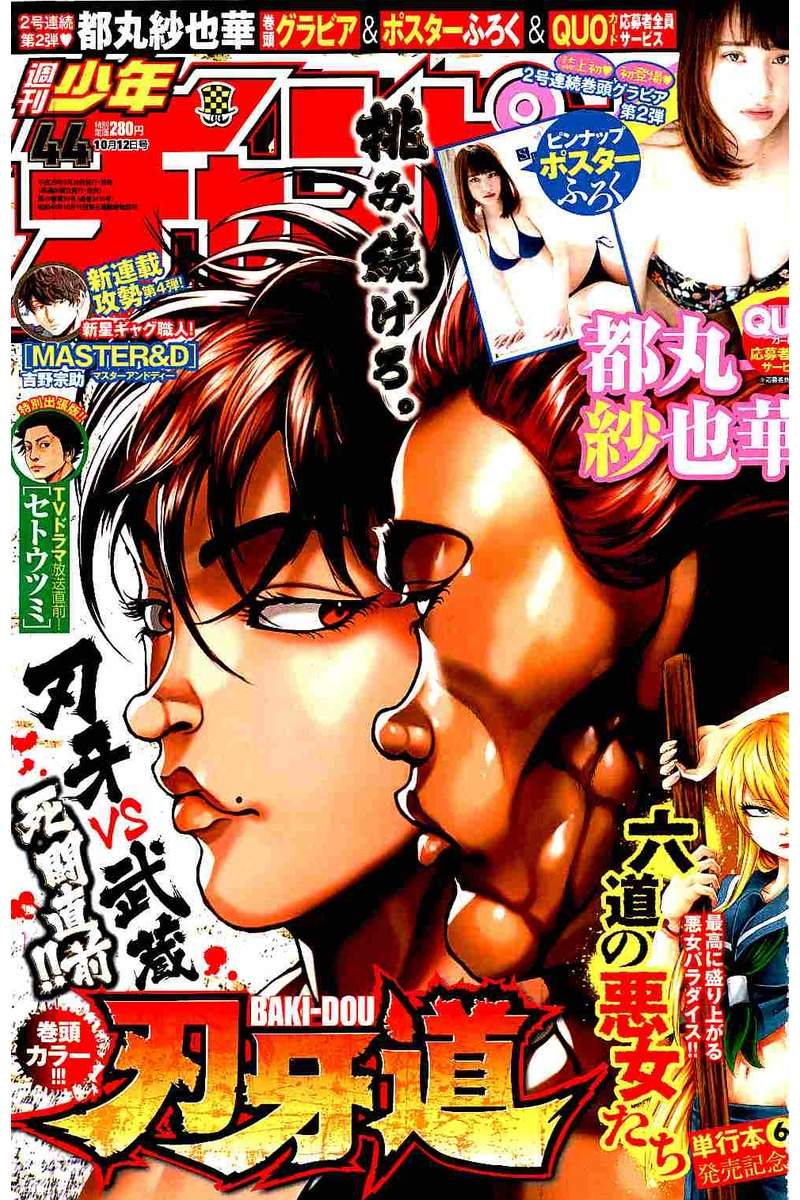 2号連続
第2弾♥
都丸紗也華
巻頭
グラビア&ポスターふろく&QUO
カード
応募者全員
サービス
週刊
少年
チャンピ
44
特別
定価
280円
10月12日号
誌上初♥
初登場♥
2号連続巻頭グラビア
第2弾
ピンナップ
ポスター
ふろく
挑み続けろ。
QU
カー
応募者
サービ
都丸
紗也華
新連載
攻勢第4弾!
新星ギャグ職人!
[MASTER&D]
吉野宗助
マスターアンドディー
特別出張版!!
TVドラマ放送直前!
[セトウツミ]
刃牙
VS
武蔵
死闘直前!!
六道の悪女たち
最高に盛り上がる
悪女パラダイス!!
単行本6
発売記念
巻頭
カラー!!!
BAKI-DOU
刃牙道